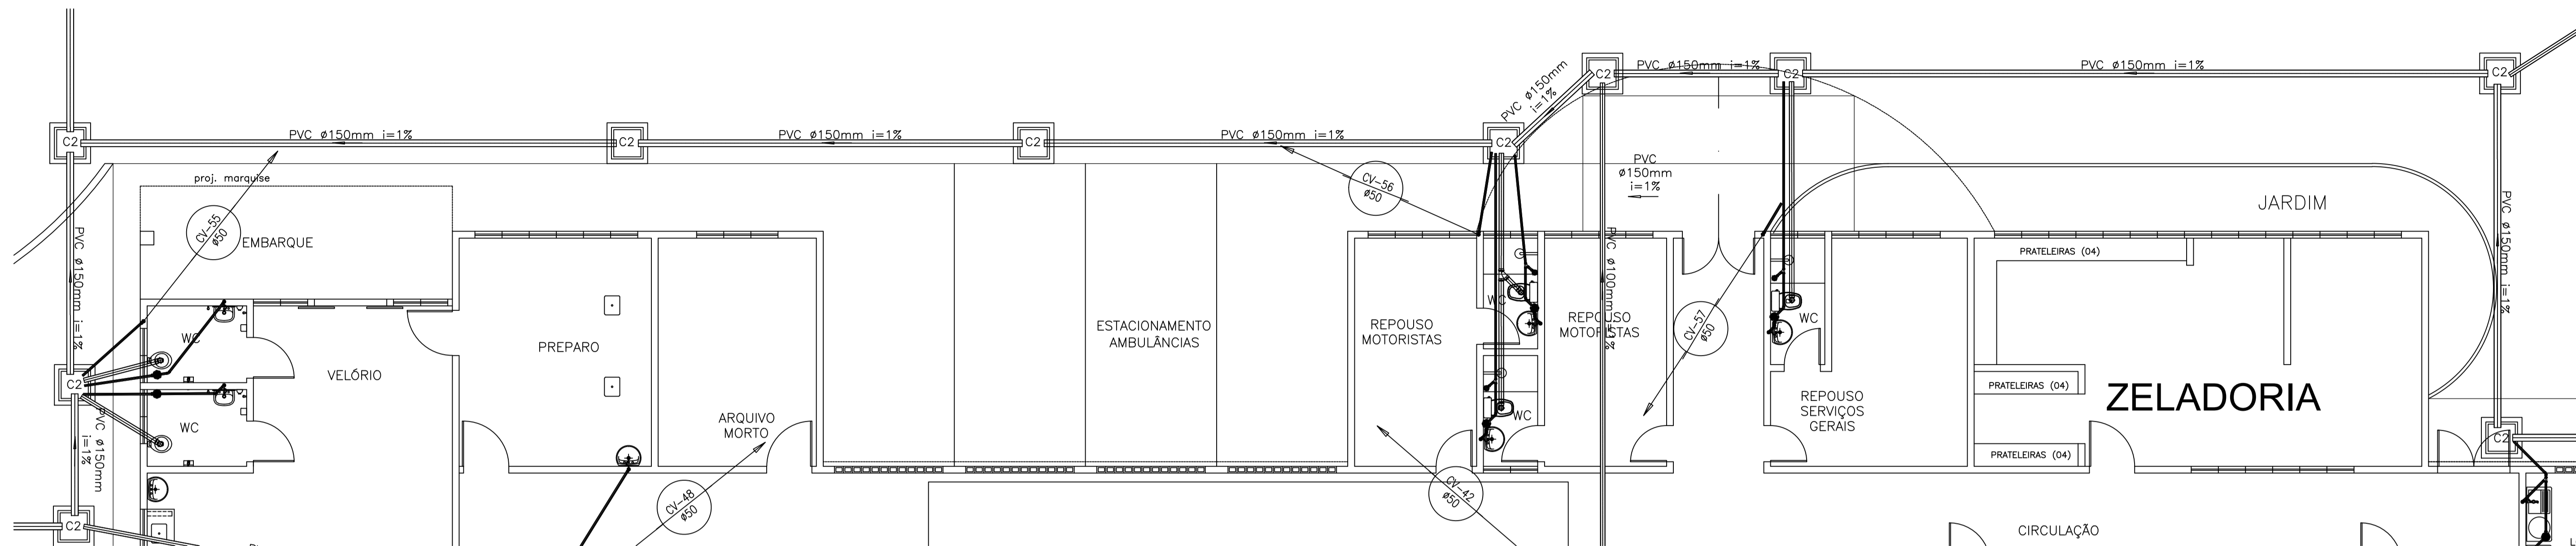 PVC ø150mm i=1%
PVC ø150mm i=1%
PVC ø150mm
i=1%
C2
C2
C2
PVC ø150mm i=1%
PVC ø150mm i=1%
PVC ø150mm i=1%
C2
C2
C2
C2
PVC
ø150mm
i=1%
proj. marquise
CV-55
ø50
CV-56
ø50
EMBARQUE
JARDIM
PVC ø150mm i=1%
PVC ø100mm i=1%
PVC ø150mm i=1%
PRATELEIRAS (04)
WC
WC
VELÓRIO
PREPARO
ESTACIONAMENTO
AMBULÂNCIAS
REPOUSO
MOTORISTAS
REPOUSO
MOTORISTAS
CV-57
ø50
WC
C2
PRATELEIRAS (04)
ZELADORIA
REPOUSO
SERVIÇOS
GERAIS
ARQUIVO
MORTO
WC
WC
C2
PVC ø150mm
i=1%
PRATELEIRAS (04)
CV-48
ø50
CV-42
ø50
C2
CIRCULAÇÃO